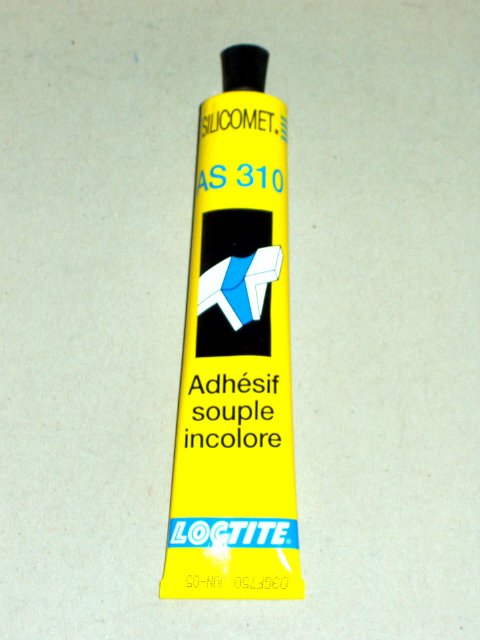 SILICOMET.
AS 310
Adhésif
souple
incolore
LOCTITE